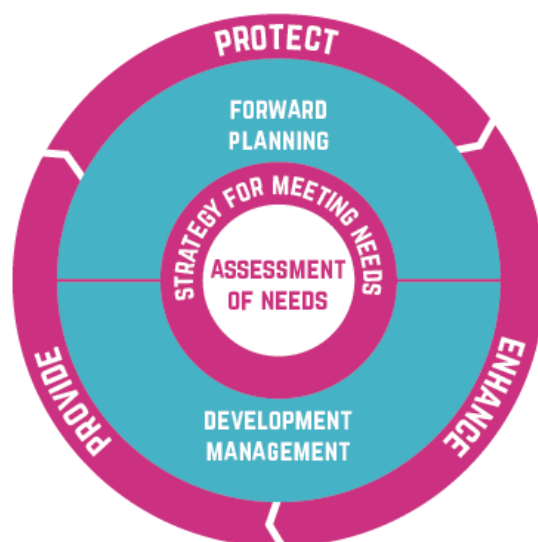 PROTECT
FORWARD
PLANNING
STRATEGY FOR MEETING NEEDS
ASSESSMENT
OF NEEDS
PROVIDE
ENHANCE
DEVELOPMENT
MANAGEMENT